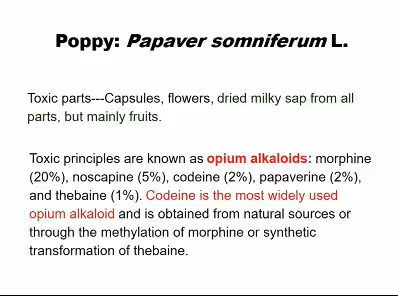 Poppy: Papaver somniferum L.
Toxic parts---Capsules, flowers, dried milky sap from all
parts, but mainly fruits.
Toxic principles are known as opium alkaloids: morphine
(20%), noscapine (5%), codeine (2%), papaverine (2%),
and thebaine (1%). Codeine is the most widely used
opium alkaloid and is obtained from natural sources or
through the methylation of morphine or synthetic
transformation of thebaine.